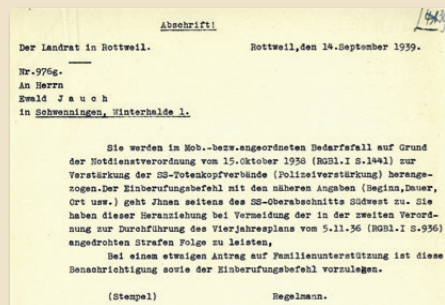 Abschrift!
Der Landrat in Rottweil. Rottweil,den 14.September 1939.
Nr.976g.
An Herrn
Ewald J a u c h
in Schwenningen, Winterhalde 1.
Sie werden im Mob.-bezw.angeordneten Bedarfsfall auf Grund
der Notdienstverordnung vom 15.Oktober 1938 (RGBl.I S.1441) zur
Verstärkung der SS-Totenkopfverbände (Polizeiverstärkung) herange-
zogen.Der Einberufungsbefehl mit den näheren Angaben (Beginn,Dauer,
Ort usw.) geht Jhnen seitens des SS-Oberabschnitts Südwest zu. Sie
haben dieser Heranziehung bei Vermeidung der in der zweiten Verord-
nung zur Durchführung des Vierjahresplans vom 5.11.36 (RGBl.I S.936)
angedrohten Strafen Folge zu leisten,
Bei einem etwaigen Antrag auf Familienunterstützung ist diese
Benachrichtigung sowie der Einberufungsbefehl vorzulegen.
(Stempel) Regelmann.